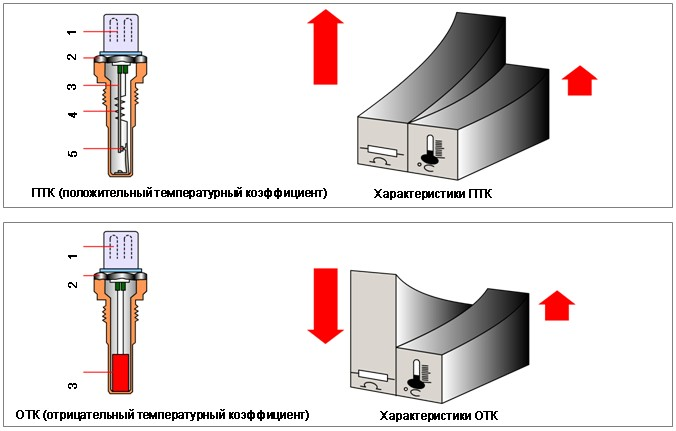 1
2
3
4
5
°C
ПТК (положительный температурный коэффициент)
Характеристики ПТК
1
2
3
°C
ОТК (отрицательный температурный коэффициент)
Характеристики ОТК